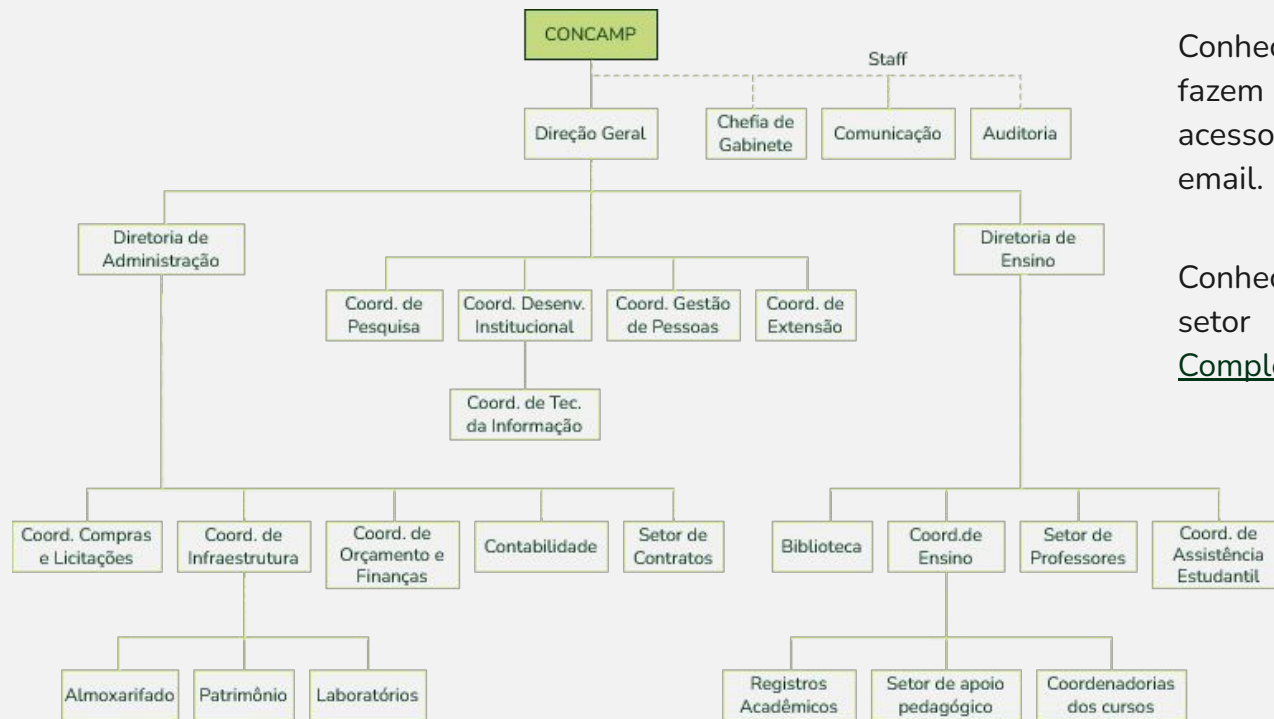 CONCAMP
Staff
Direção Geral
Chefia de
Gabinete
Comunicação
Auditoria
Diretoria de
Administração
Diretoria de
Ensino
Coord. de
Pesquisa
Coord. Desenv.
Institucional
Coord. Gestão
de Pessoas
Coord. de
Extensão
Coord. de Tec.
da Informação
Coord. Compras
e Licitações
Coord. de
Infraestrutura
Coord. de
Orçamento e
Finanças
Contabilidade
Setor de
Contratos
Biblioteca
Coord.de
Ensino
Setor de
Professores
Coord. de
Assistência
Estudantil
Almoxarifado
Patrimônio
Laboratórios
Registros
Acadêmicos
Setor de apoio
pedagógico
Coordenadorias
dos cursos
fazem
acesso
email.
setor